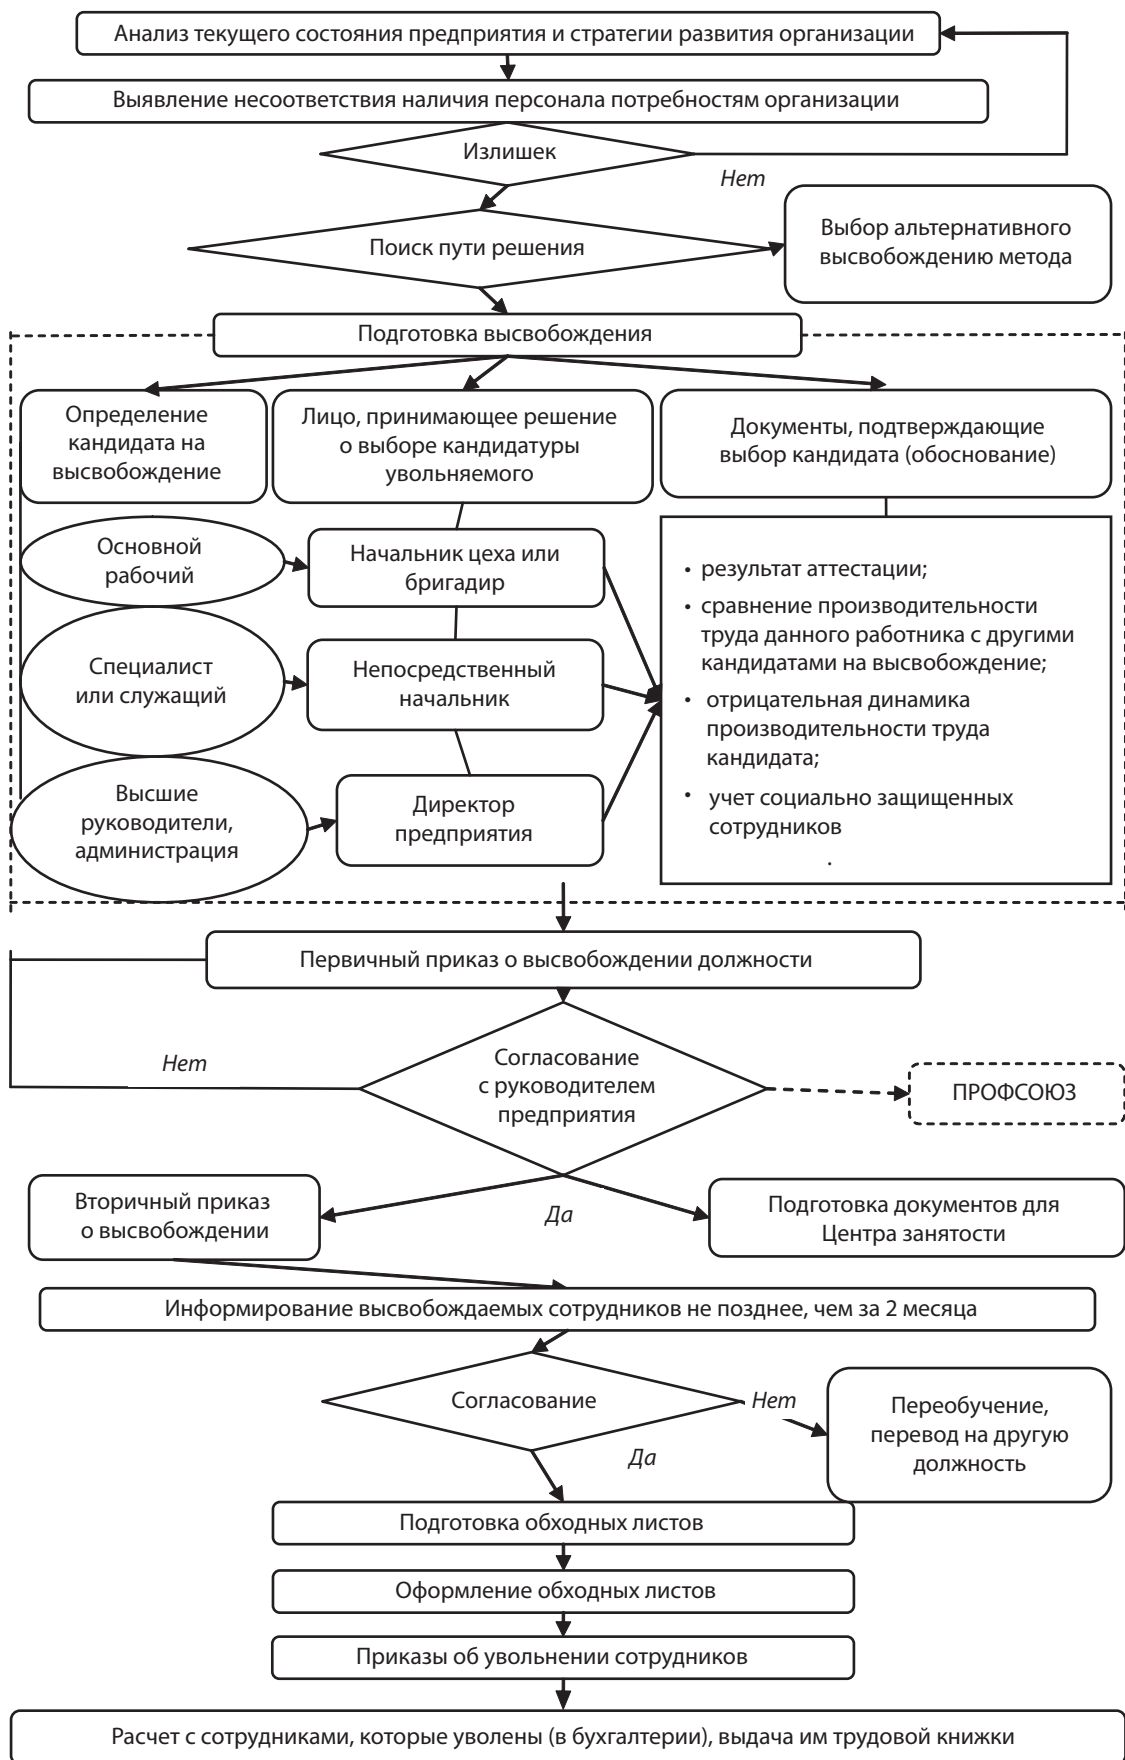 Анализ текущего состояния предприятия и стратегии развития организации
Выявление несоответствия наличия персонала потребностям организации
Излишек
Нет
Поиск пути решения
Выбор альтернативного
высвобождению метода
Подготовка высвобождения
Определение
кандидата на
высвобождение
Лицо, принимающее решение
о выборе кандидатуры
увольняемого
Документы, подтверждающие
выбор кандидата (обоснование)
Основной
рабочий
Начальник цеха или
бригадир
Специалист
или служащий
Непосредственный
начальник
Высшие
руководители,
администрация
Директор
предприятия
• результат аттестации;
• сравнение производительности
труда данного работника с другими
кандидатами на высвобождение;
• отрицательная динамика
производительности труда
кандидата;
• учет социально защищенных
сотрудников
.
Первичный приказ о высвобождении должности
Нет
Согласование
с руководителем
предприятия
ПРОФСОЮЗ
Вторичный приказ
о высвобождении
Да
Подготовка документов для
Центра занятости
Информирование высвобождаемых сотрудников не позднее, чем за 2 месяца
Согласование
Нет
Переобучение,
перевод на другую
должность
Да
Подготовка обходных листов
Оформление обходных листов
Приказы об увольнении сотрудников
Расчет с сотрудниками, которые уволены (в бухгалтерии), выдача им трудовой книжки